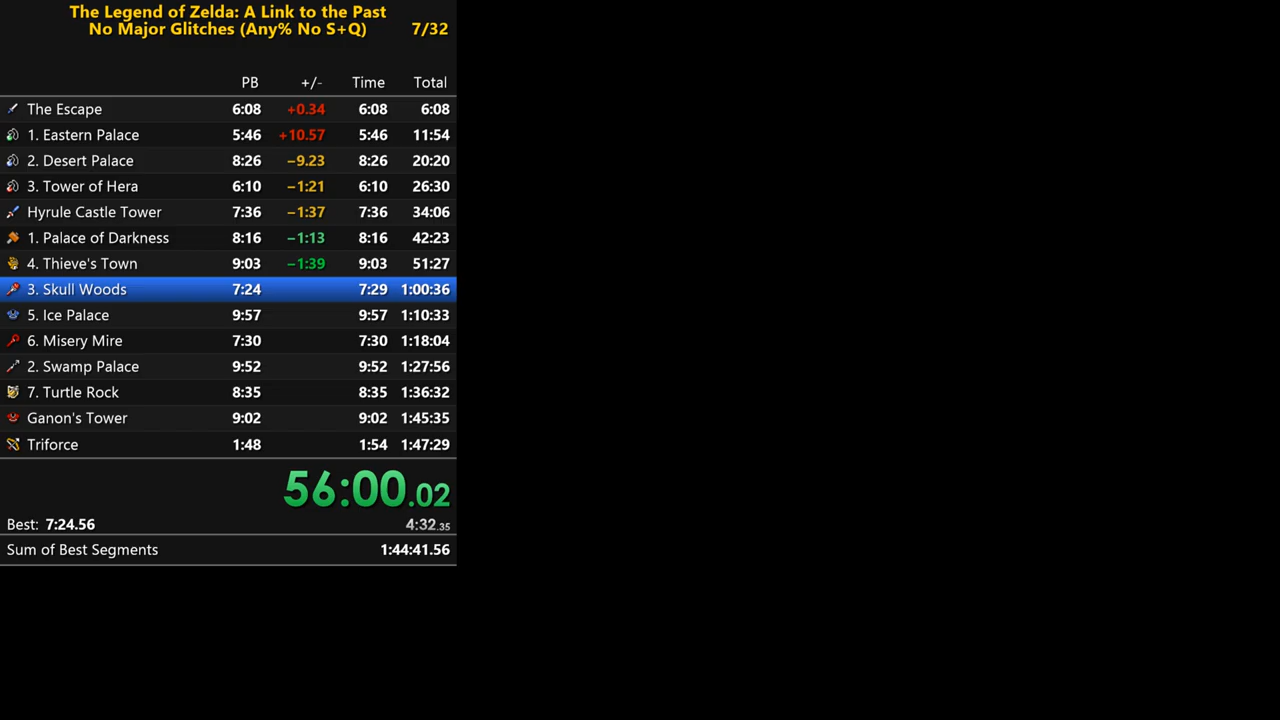 The Legend of Zelda: A Link to the Past
No Major Glitches (Any% No S+Q) 7/32
PB +/- Time Total
The Escape 6:08 +0.34 6:08 6:08
1. Eastern Palace 5:46 +10.57 5:46 11:54
2. Desert Palace 8:26 −9.23 8:26 20:20
3. Tower of Hera 6:10 −1:21 6:10 26:30
Hyrule Castle Tower 7:36 −1:37 7:36 34:06
1. Palace of Darkness 8:16 −1:13 8:16 42:23
4. Thieve's Town 9:03 −1:39 9:03 51:27
3. Skull Woods 7:24 7:29 1:00:36
5. Ice Palace 9:57 9:57 1:10:33
6. Misery Mire 7:30 7:30 1:18:04
2. Swamp Palace 9:52 9:52 1:27:56
7. Turtle Rock 8:35 8:35 1:36:32
Ganon's Tower 9:02 9:02 1:45:35
Triforce 1:48 1:54 1:47:29
56:00.02
Best: 7:24.56 4:32.35
Sum of Best Segments 1:44:41.56